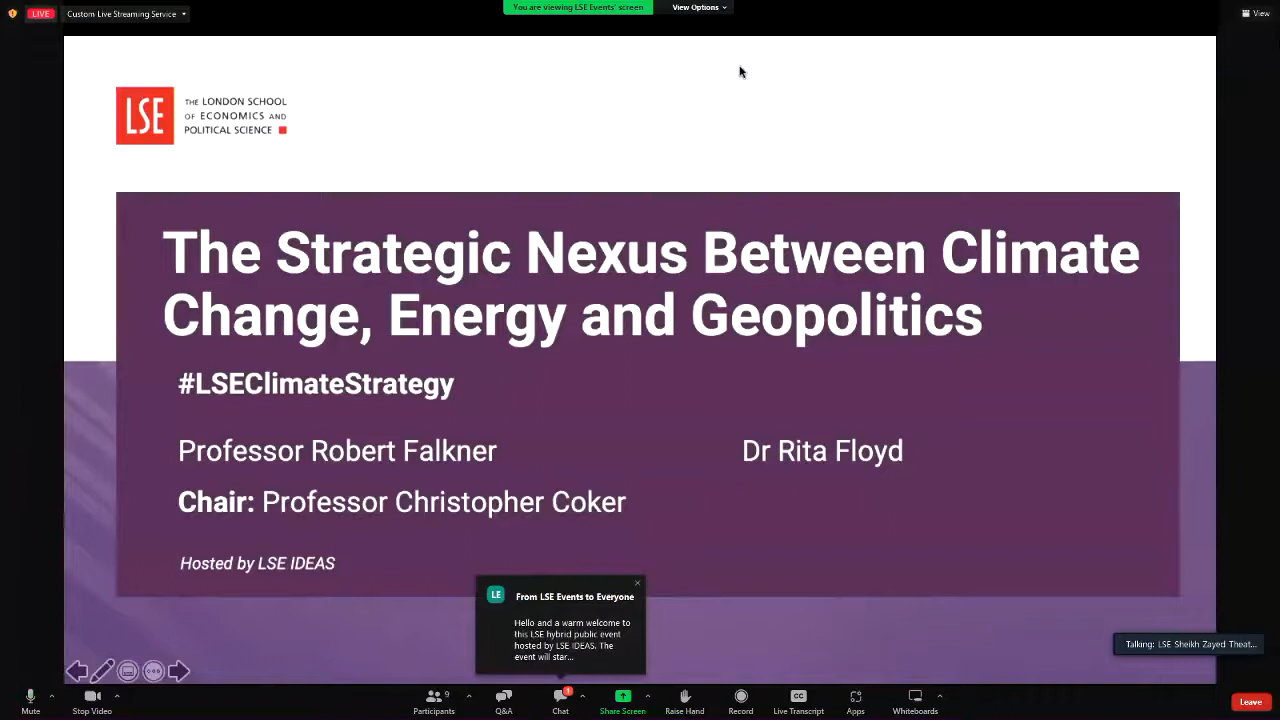 LIVE
Custom Live Streaming Service
You are viewing LSE Events' screen
View Options
View
LSE
THE LONDON SCHOOL
OF ECONOMICS AND
POLITICAL SCIENCE
The Strategic Nexus Between Climate
Change, Energy and Geopolitics
#LSEClimateStrategy
Professor Robert Falkner
Dr Rita Floyd
Chair: Professor Christopher Coker
Hosted by LSE IDEAS
LE
From LSE Events to Everyone
Hello and a warm welcome to
this LSE hybrid public event
hosted by LSE IDEAS. The
event will star...
Talking: LSE Sheikh Zayed Theat...
Mute
Stop Video
Participants
9
Q&A
Chat
1
Share Screen
Raise Hand
Record
CC
Live Transcript
Apps
Whiteboards
Leave